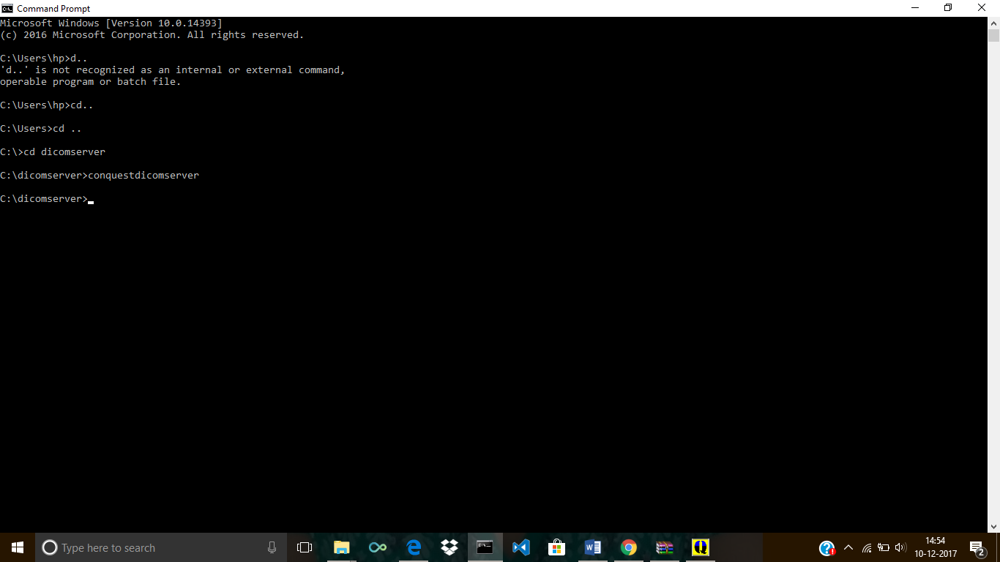 Command Prompt
Microsoft Windows [Version 10.0.14393]
(c) 2016 Microsoft Corporation. All rights reserved.
C:\Users\hp>d..
'd..' is not recognized as an internal or external command,
operable program or batch file.
C:\Users\hp>cd..
C:\Users>cd ..
C:\>cd dicomserver
C:\dicomserver>conquestdicomserver
C:\dicomserver>
Type here to search
14:54
10-12-2017
2